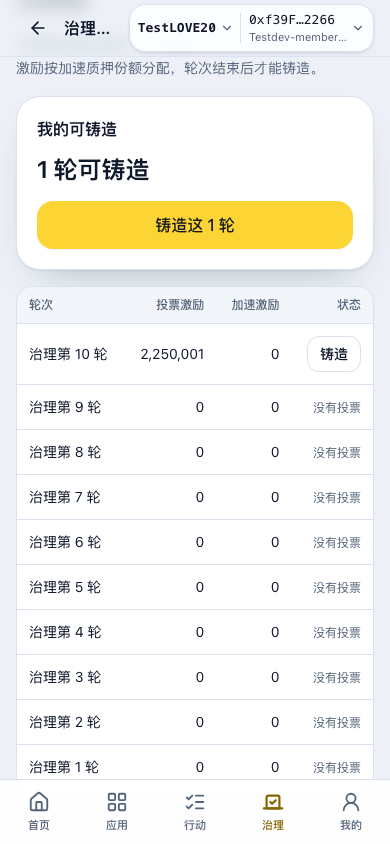 治理...
TestLOVE20
0xf39F…2266
Testdev-member...
激励按加速质押份额分配，轮次结束后才能铸造。
我的可铸造
1 轮可铸造
铸造这 1 轮
轮次 投票激励 加速激励 状态
治理第 10 轮 2,250,001 0 铸造
治理第 9 轮 0 0 没有投票
治理第 8 轮 0 0 没有投票
治理第 7 轮 0 0 没有投票
治理第 6 轮 0 0 没有投票
治理第 5 轮 0 0 没有投票
治理第 4 轮 0 0 没有投票
治理第 3 轮 0 0 没有投票
治理第 2 轮 0 0 没有投票
治理第 1 轮 0 0 没有投票
首页 应用 行动 治理 我的